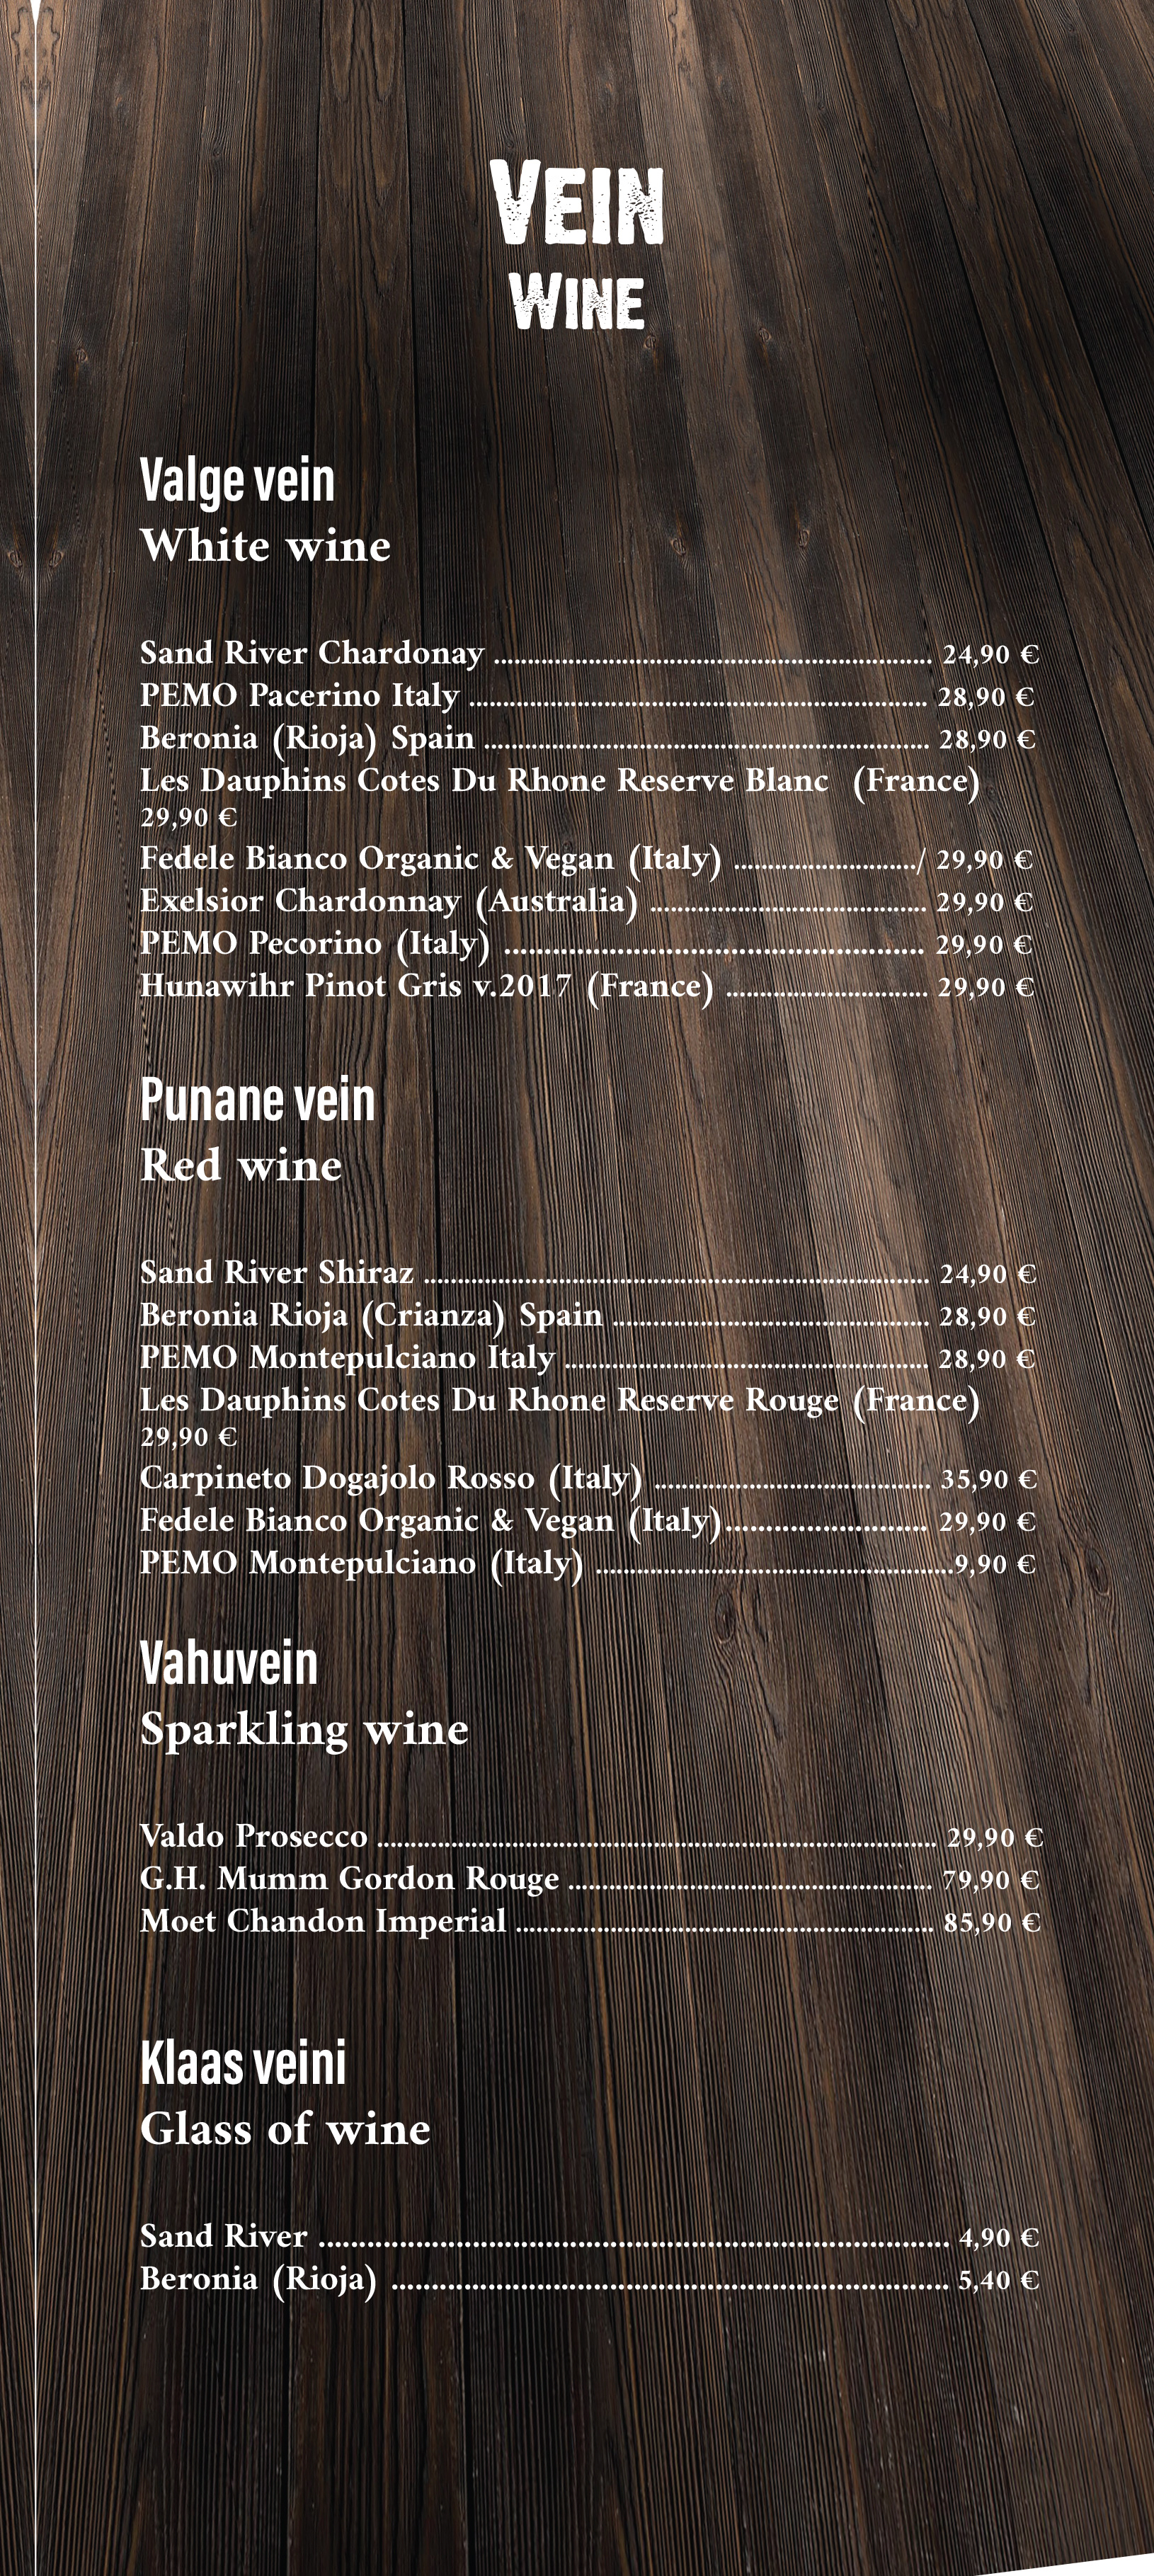 VEIN
WINE
Valge vein
White wine
Sand River Chardonay ................................................................ 24,90 €
PEMO Pacerino Italy ................................................................... 28,90 €
Beronia (Rioja) Spain ................................................................. 28,90 €
Les Dauphins Cotes Du Rhone Reserve Blanc (France)
29,90 €
Fedele Bianco Organic & Vegan (Italy) .........................../ 29,90 €
Exelsior Chardonnay (Australia) ........................................ 29,90 €
PEMO Pecorino (Italy) .................................................... 29,90 €
Hunawihr Pinot Gris v.2017 (France) .............................. 29,90 €
Punane vein
Red wine
Sand River Shiraz .......................................................................... 24,90 €
Beronia Rioja (Crianza) Spain .............................................. 28,90 €
PEMO Montepulciano Italy ..................................................... 28,90 €
Les Dauphins Cotes Du Rhone Reserve Rouge (France)
29,90 €
Carpineto Dogajolo Rosso (Italy) ........................................ 35,90 €
Fedele Bianco Organic & Vegan (Italy)......................... 29,90 €
PEMO Montepulciano (Italy) ....................................................9,90 €
Vahuvein
Sparkling wine
Valdo Prosecco .................................................................................. 29,90 €
G.H. Mumm Gordon Rouge ..................................................... 79,90 €
Moet Chandon Imperial ............................................................. 85,90 €
Klaas veini
Glass of wine
Sand River .............................................................................. 4,90 €
Beronia (Rioja) ..................................................................... 5,40 €